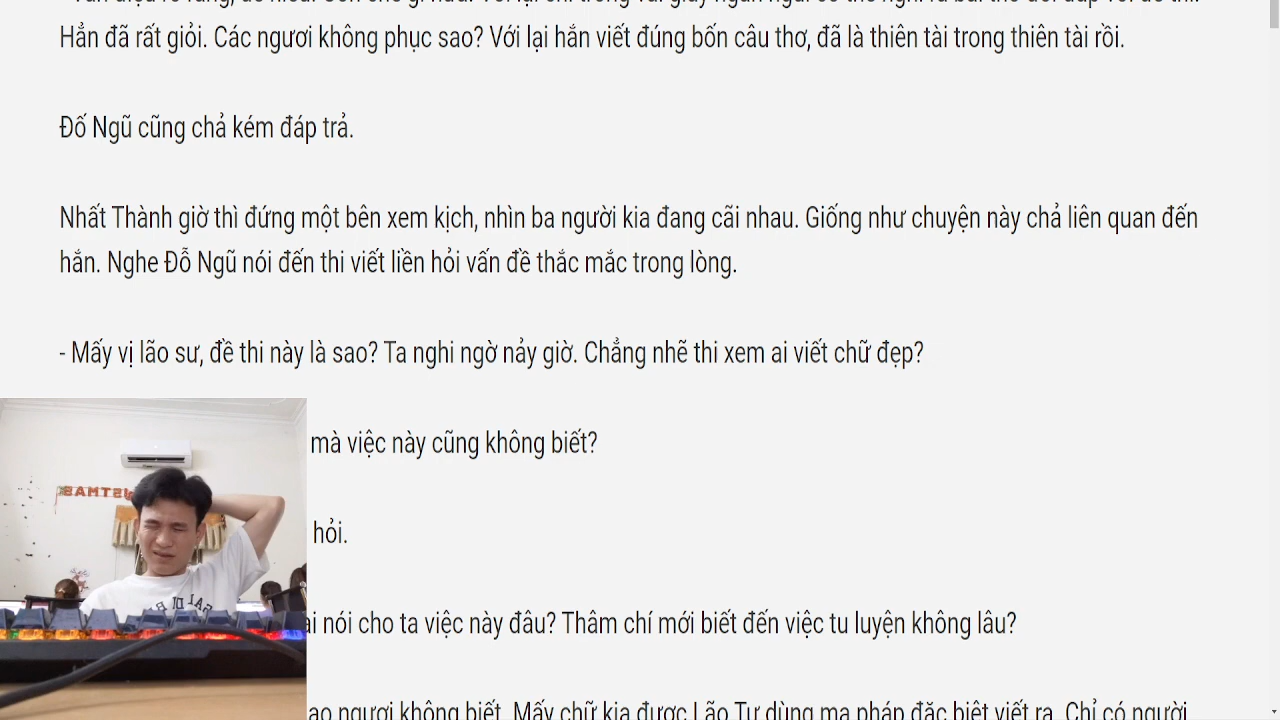 Hắn đã rất giỏi. Các ngươi không phục sao? Với lại hắn viết đúng bốn câu thơ, đã là thiên tài trong thiên tài rồi.
Đố Ngũ cũng chả kém đáp trả.
Nhất Thành giờ thì đứng một bên xem kịch, nhìn ba người kia đang cãi nhau. Giống như chuyện này chả liên quan đến
hắn. Nghe Đỗ Ngũ nói đến thi viết liền hỏi vấn đề thắc mắc trong lòng.
- Mấy vị lão sư, đề thi này là sao? Ta nghi ngờ nảy giờ. Chẳng nhẽ thi xem ai viết chữ đẹp?
mà việc này cũng không biết?
hỏi.
nói cho ta việc này đâu? Thâm chí mới biết đến việc tu luyện không lâu?
ngươi không biết. Mấy chữ kia được Lão Tư dùng ma pháp đặc biệt viết ra. Chỉ có người